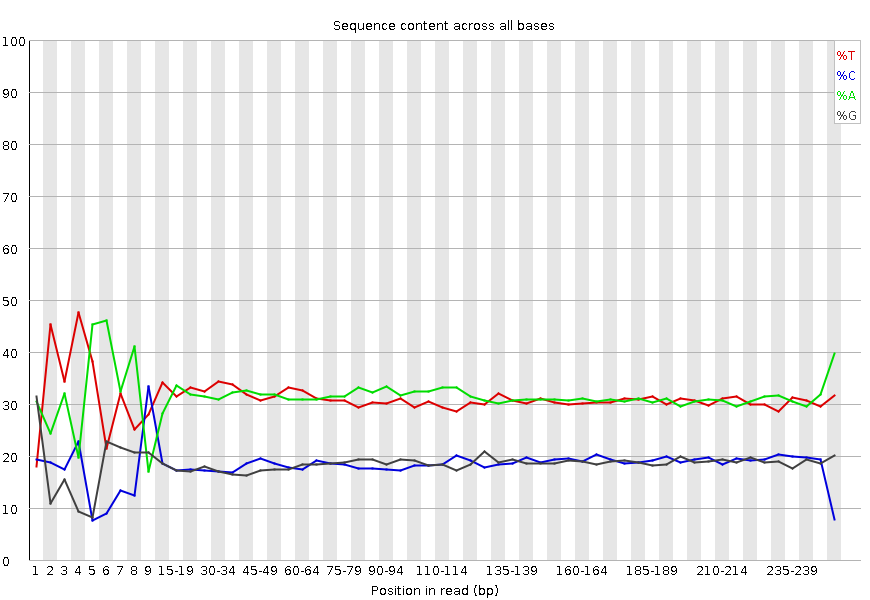 Sequence content across all bases
100
90
80
70
60
50
40
30
20
10
0
%T
%C
%A
%G
1 2 3 4 5 6 7 8 9 15-19 30-34 45-49 60-64 75-79 90-94 110-114 135-139 160-164 185-189 210-214 235-239
Position in read (bp)